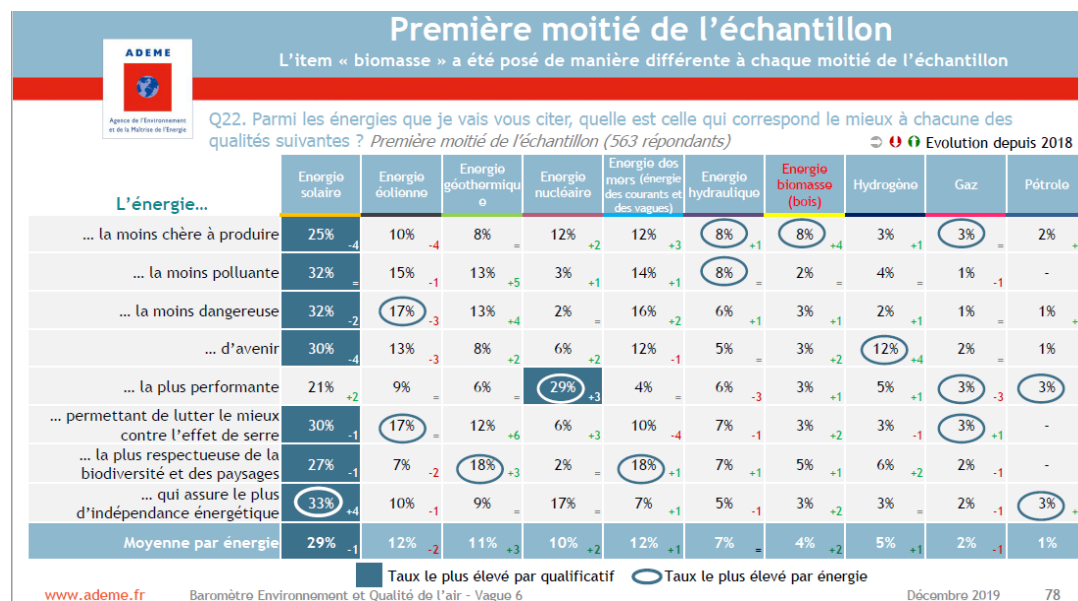 Première moitié de l'échantillon
L'item « biomasse » a été posé de manière différente à chaque moitié de l'échantillon
ADEME
Agence de l'Environnement
et de la Maîtrise de l'Energie
Q22. Parmi les énergies que je vais vous citer, quelle est celle qui correspond le mieux à chacune des
qualités suivantes ? Première moitié de l'échantillon (563 répondants)
Evolution depuis 2018
L'énergie…
Energie solaire
Energie éolienne
Energie géothermiqu e
Energie nucléaire
Energie des mers (énergie des courants et des vagues)
Energie hydraulique
Energie biomasse (bois)
Hydrogène
Gaz
Pétrole
… la moins chère à produire 25% -4 10% -4 8% = 12% +2 12% +3 8% +1 8% +4 3% +1 3% = 2% +
… la moins polluante 32% = 15% -1 13% +5 3% +1 14% +1 8% = 2% = 4% = 1% -1 -
… la moins dangereuse 32% -2 17% -3 13% +4 2% = 16% +2 6% +1 3% +1 2% +1 1% = 1% +
… d'avenir 30% -4 13% -3 8% +2 6% +2 12% -1 5% = 3% +2 12% +4 2% = 1%
… la plus performante 21% +2 9% = 6% = 29% +3 4% = 6% -3 3% +1 5% +1 3% -3 3%
… permettant de lutter le mieux
contre l'effet de serre 30% -1 17% = 12% +6 6% +3 10% -4 7% -1 3% +2 3% -1 3% +1 -
… la plus respectueuse de la
biodiversité et des paysages 27% -1 7% -2 18% +3 2% = 18% +1 7% +1 5% +1 6% +2 2% -1 -
… qui assure le plus
d'indépendance énergétique 33% +4 10% -1 9% = 17% = 7% +1 5% -1 3% +2 3% = 2% -1 3% +
Moyenne par énergie 29% -1 12% -2 11% +3 10% +2 12% +1 7% = 4% +2 5% +1 2% -1 1%
Taux le plus élevé par qualificatif Taux le plus élevé par énergie
www.ademe.fr Baromètre Environnement et Qualité de l'air – Vague 6 Décembre 2019 78